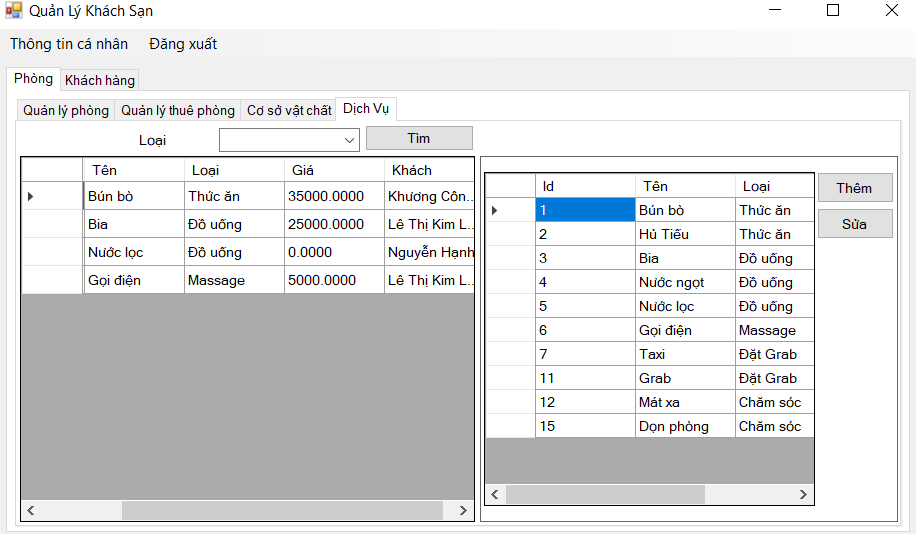 Quản Lý Khách Sạn
Thông tin cá nhân Đăng xuất
Phòng Khách hàng
Quản lý phòng Quản lý thuê phòng Cơ sở vật chất Dịch Vụ
Loại Tìm
Tên Loại Giá Khách
Bún bò Thức ăn 35000.0000 Khương Côn...
Bia Đồ uống 25000.0000 Lê Thị Kim L...
Nước lọc Đồ uống 0.0000 Nguyễn Hạnh
Gọi điện Massage 5000.0000 Lê Thị Kim L...
Id Tên Loại
1 Bún bò Thức ăn
2 Hủ Tiếu Thức ăn
3 Bia Đồ uống
4 Nước ngọt Đồ uống
5 Nước lọc Đồ uống
6 Gọi điện Massage
7 Taxi Đặt Grab
11 Grab Đặt Grab
12 Mát xa Chăm sóc
15 Dọn phòng Chăm sóc
Thêm
Sửa